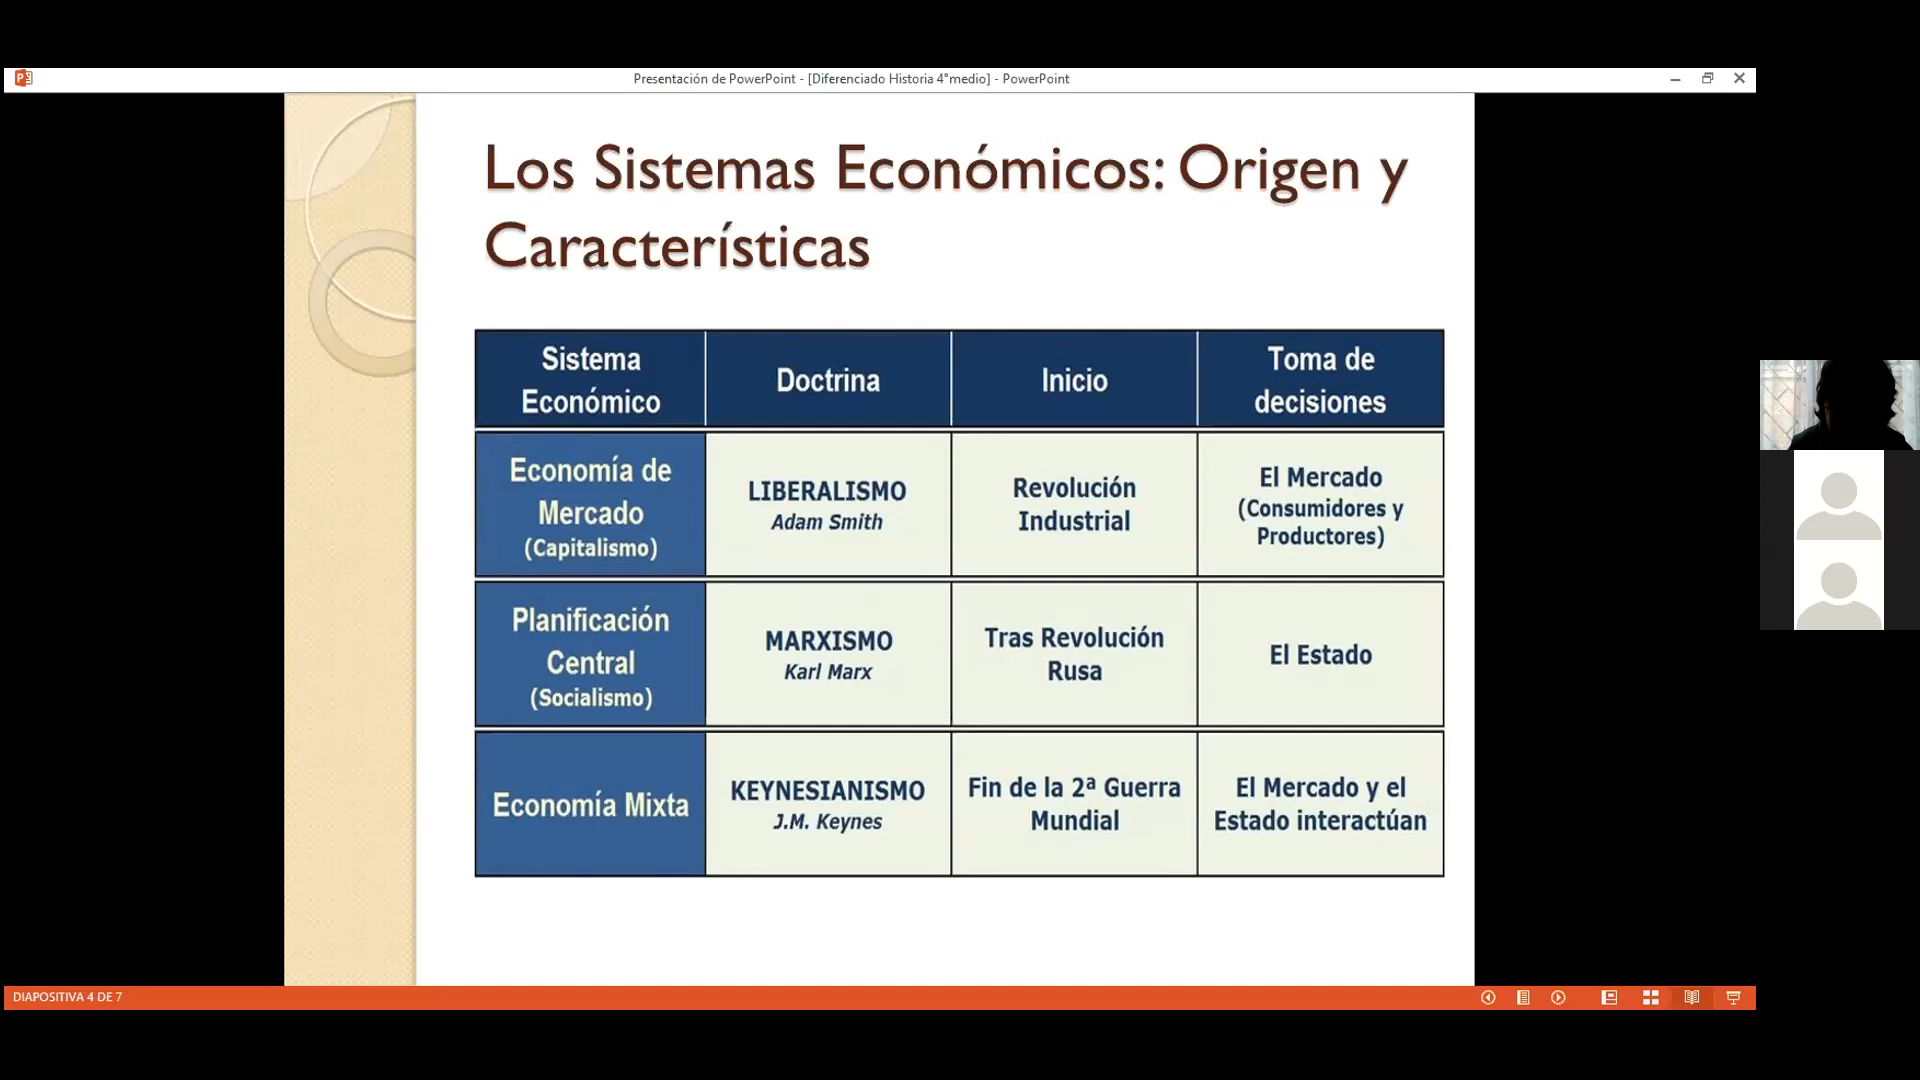 Presentación de PowerPoint - [Diferenciado Historia 4°medio] - PowerPoint
Los Sistemas Económicos: Origen y
Características
Sistema
Económico
Doctrina
Inicio
Toma de
decisiones
Economía de
Mercado
(Capitalismo)
LIBERALISMO
Adam Smith
Revolución
Industrial
El Mercado
(Consumidores y
Productores)
Planificación
Central
(Socialismo)
MARXISMO
Karl Marx
Tras Revolución
Rusa
El Estado
Economía Mixta
KEYNESIANISMO
J.M. Keynes
Fin de la 2ª Guerra
Mundial
El Mercado y el
Estado interactúan
DIAPOSITIVA 4 DE 7